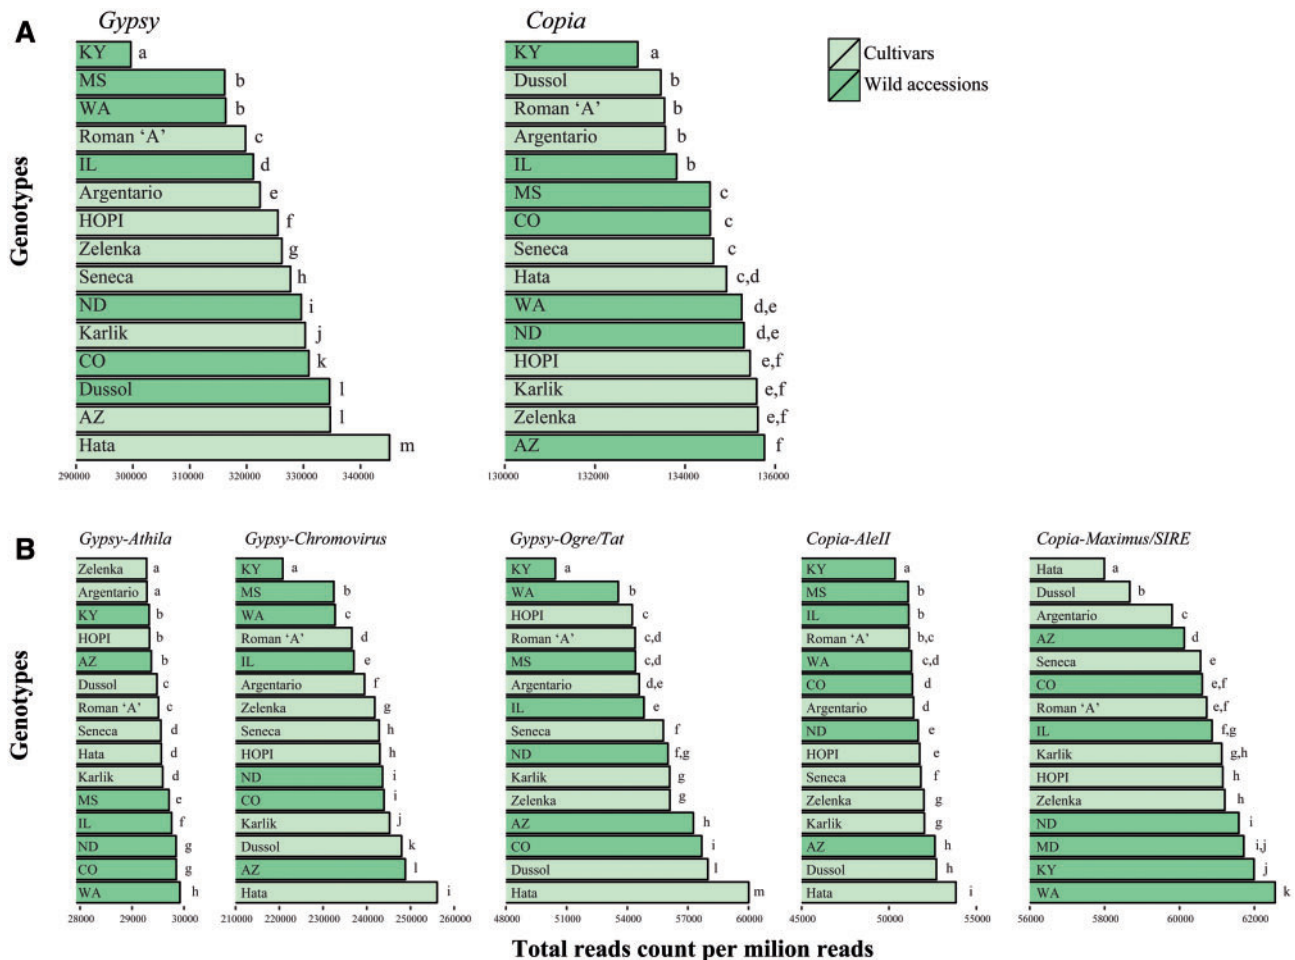 A
Gypsy
Copia
Cultivars
Wild accessions
Genotypes
KY a
MS b
WA b
Roman ‘A’ c
IL d
Argentario e
HOPI f
Zelenka g
Seneca h
ND i
Karlik j
CO k
Dussol l
AZ l
Hata m
290000 300000 310000 320000 330000 340000
KY a
Dussol b
Roman ‘A’ b
Argentario b
IL b
MS c
CO c
Seneca c
Hata c,d
WA d,e
ND d,e
HOPI e,f
Karlik e,f
Zelenka e,f
AZ f
130000 132000 134000 136000
B
Genotypes
Gypsy-Athila
Zelenka a
Argentario a
KY b
HOPI b
AZ b
Dussol c
Roman ‘A’ c
Seneca d
Hata d
Karlik d
MS e
IL f
ND g
CO g
WA h
28000 29000 30000
Gypsy-Chromovirus
KY a
MS b
WA c
Roman ‘A’ d
IL e
Argentario f
Zelenka g
Seneca h
HOPI h
ND i
CO i
Karlik j
Dussol k
AZ l
Hata i
210000 220000 230000 240000 250000 260000
Gypsy-Ogre/Tat
KY a
WA b
HOPI c
Roman ‘A’ c,d
MS c,d
Argentario d,e
IL e
Seneca f
ND f,g
Karlik g
Zelenka g
AZ h
CO i
Dussol l
Hata m
48000 51000 54000 57000 60000
Copia-AleII
KY a
MS b
IL b
Roman ‘A’ b,c
WA c,d
CO d
Argentario d
ND e
HOPI e
Seneca f
Zelenka g
Karlik g
AZ h
Dussol h
Hata i
45000 50000 55000
Copia-Maximus/SIRE
Hata a
Dussol b
Argentario c
AZ d
Seneca e
CO e,f
Roman ‘A’ e,f
IL f,g
Karlik g,h
HOPI h
Zelenka h
ND i
MD i,j
KY j
WA k
56000 58000 60000 62000
Total reads count per milion reads